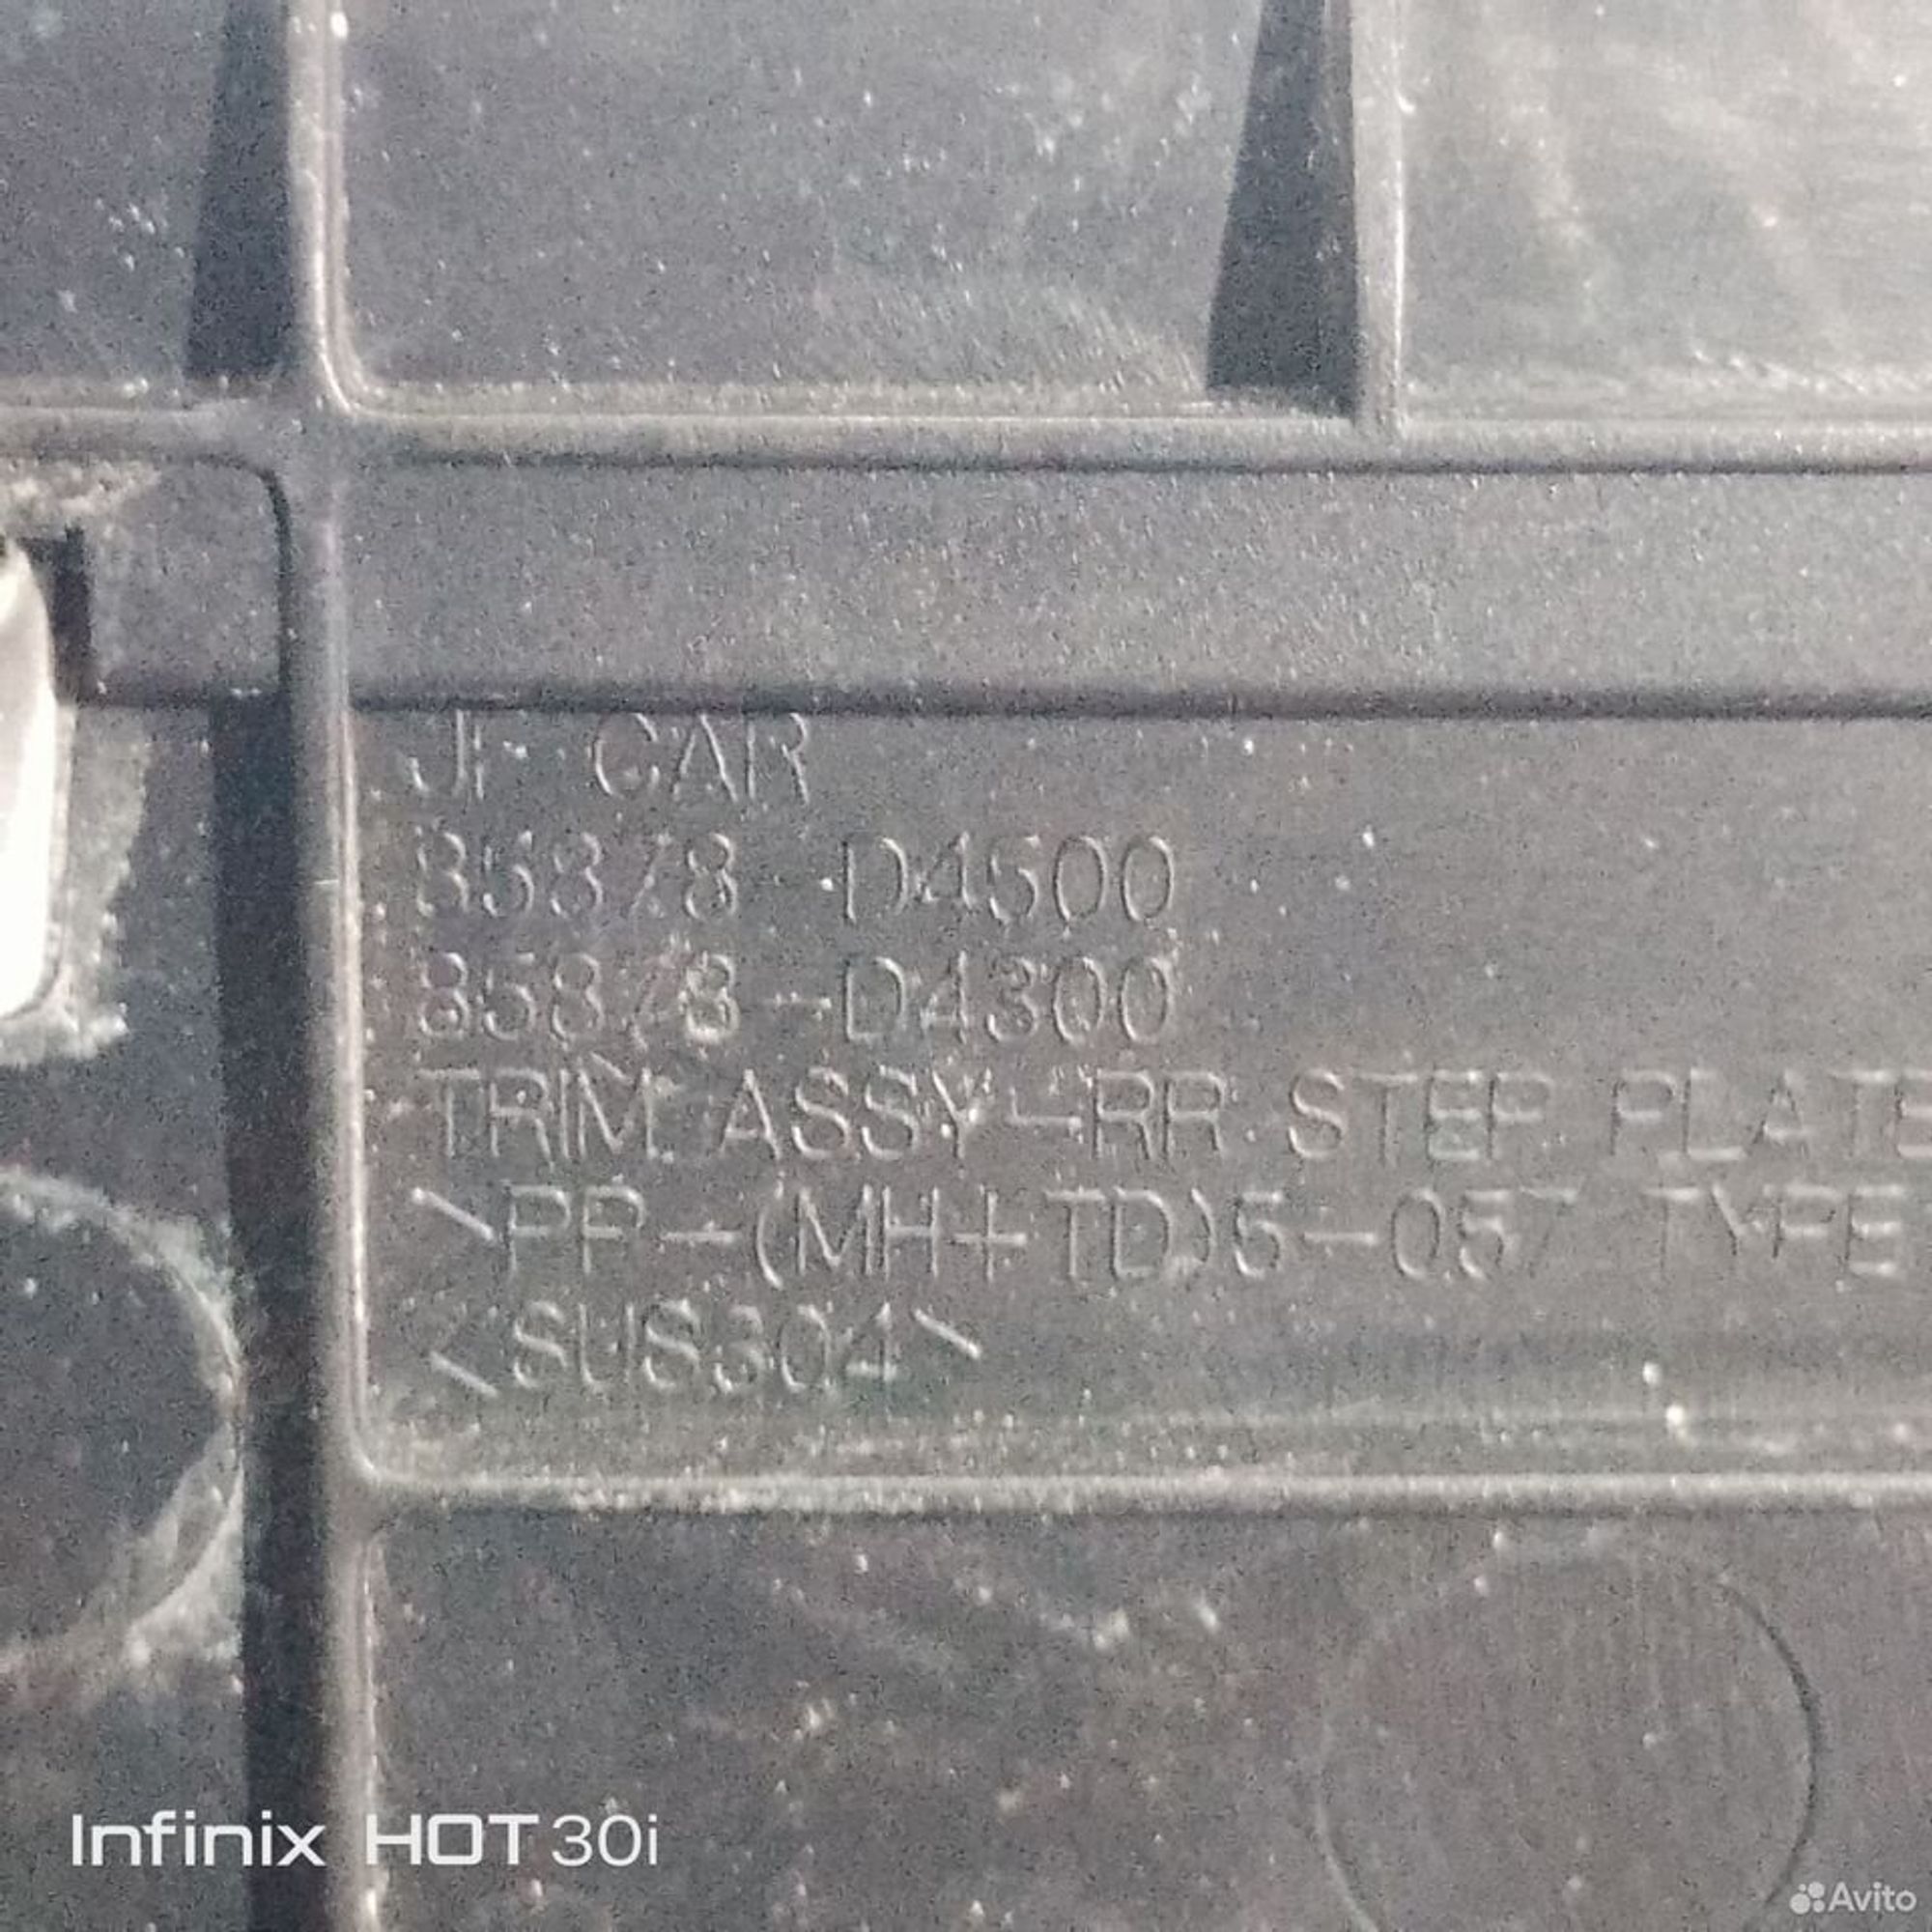 JF CAR
85878-D4500
85878-D4300
TRIM ASSY-RR STEP PLATE
>PP-(MH+TD)5-057 TYPE
<SUS304>
Infinix HOT 30i
Avito